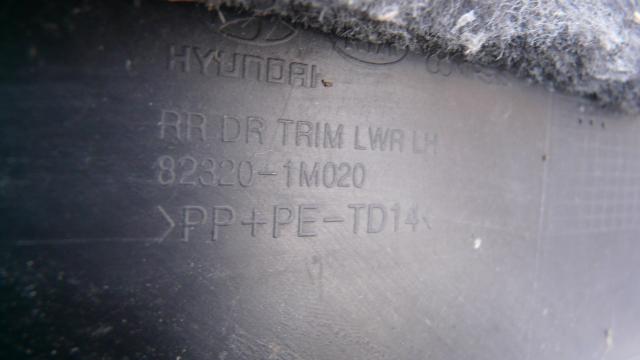 HYUNDAI
RR DR TRIM LWR LH
82320-1M020
>PP+PE-TD14<